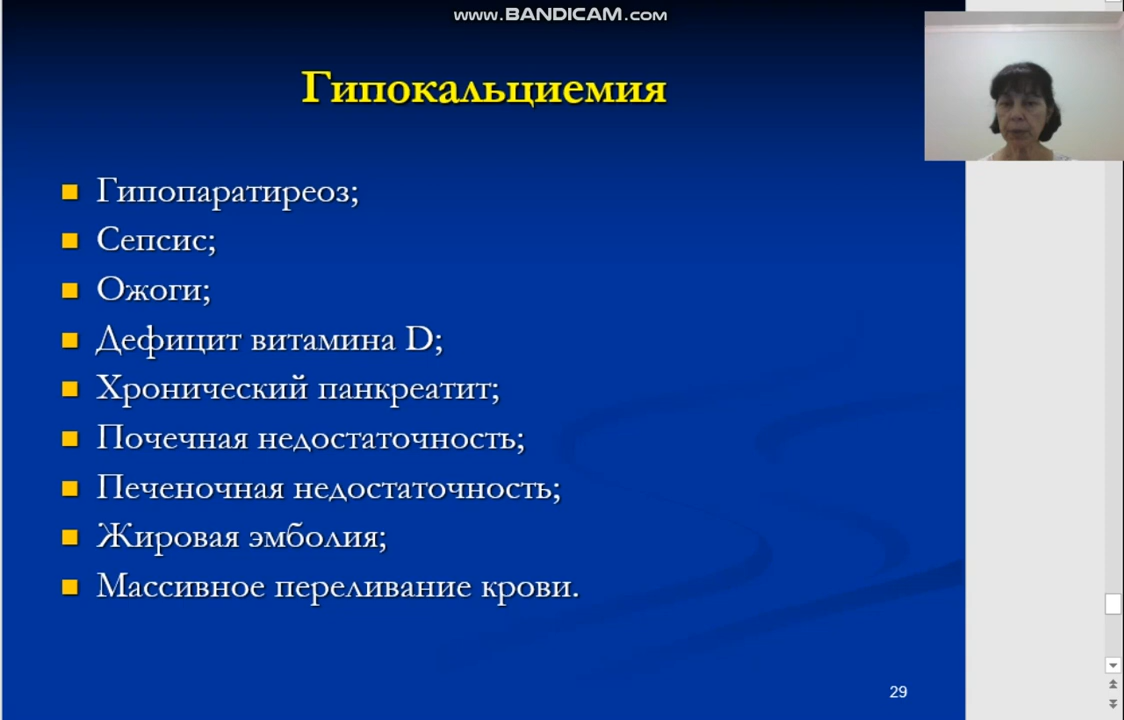 www.BANDICAM.com
Гипокальциемия
Гипопаратиреоз;
Сепсис;
Ожоги;
Дефицит витамина D;
Хронический панкреатит;
Почечная недостаточность;
Печеночная недостаточность;
Жировая эмболия;
Массивное переливание крови.
29